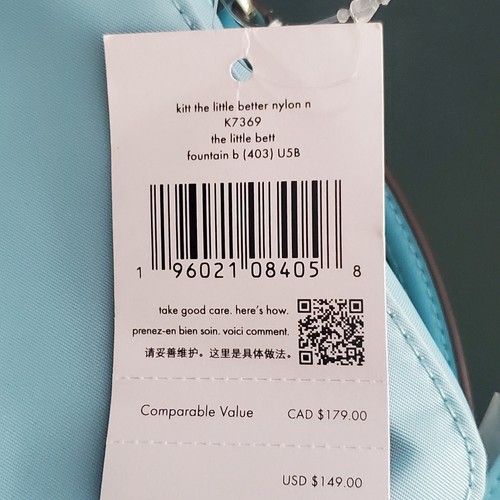 kitt the little better nylon n
K7369
the little bett
fountain b (403) U5B
1 96021 08405 8
take good care. here's how.
prenez-en bien soin. voici comment.
请妥善维护。这里是具体做法。
Comparable Value CAD $179.00
USD $149.00